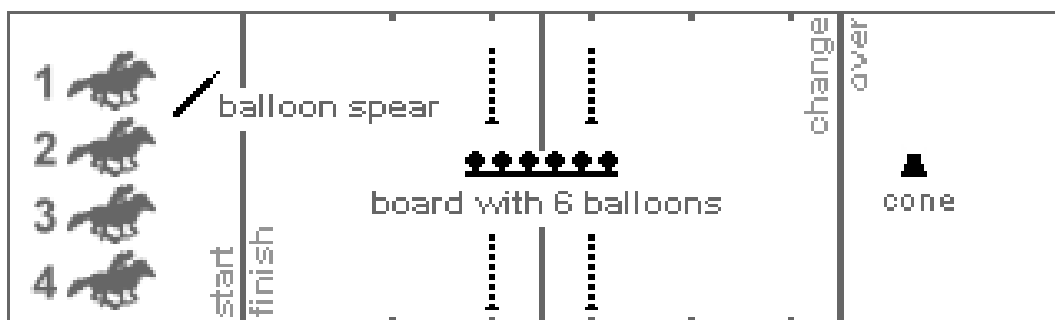 1
balloon spear
2
board with 6 balloons
3
4
start
finish
change
over
cone